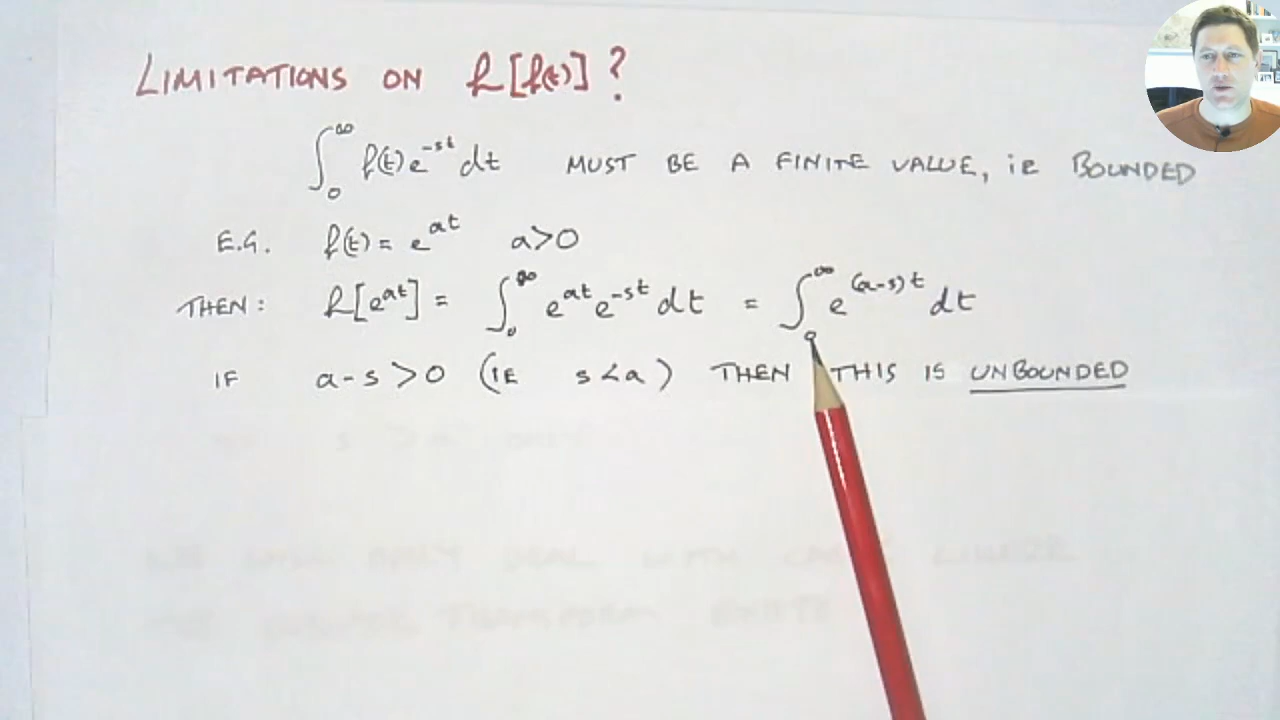 LIMITATIONS ON ℒ[f(t)]?
∫₀^∞ f(t)e^{-st} dt MUST BE A FINITE VALUE, ie BOUNDED
E.G. f(t) = e^{at} a>0
THEN: ℒ[e^{at}] = ∫₀^∞ e^{at}e^{-st} dt = ∫₀^∞ e^{(a-s)t} dt
IF a-s>0 (IE s<a) THEN THIS IS UNBOUNDED